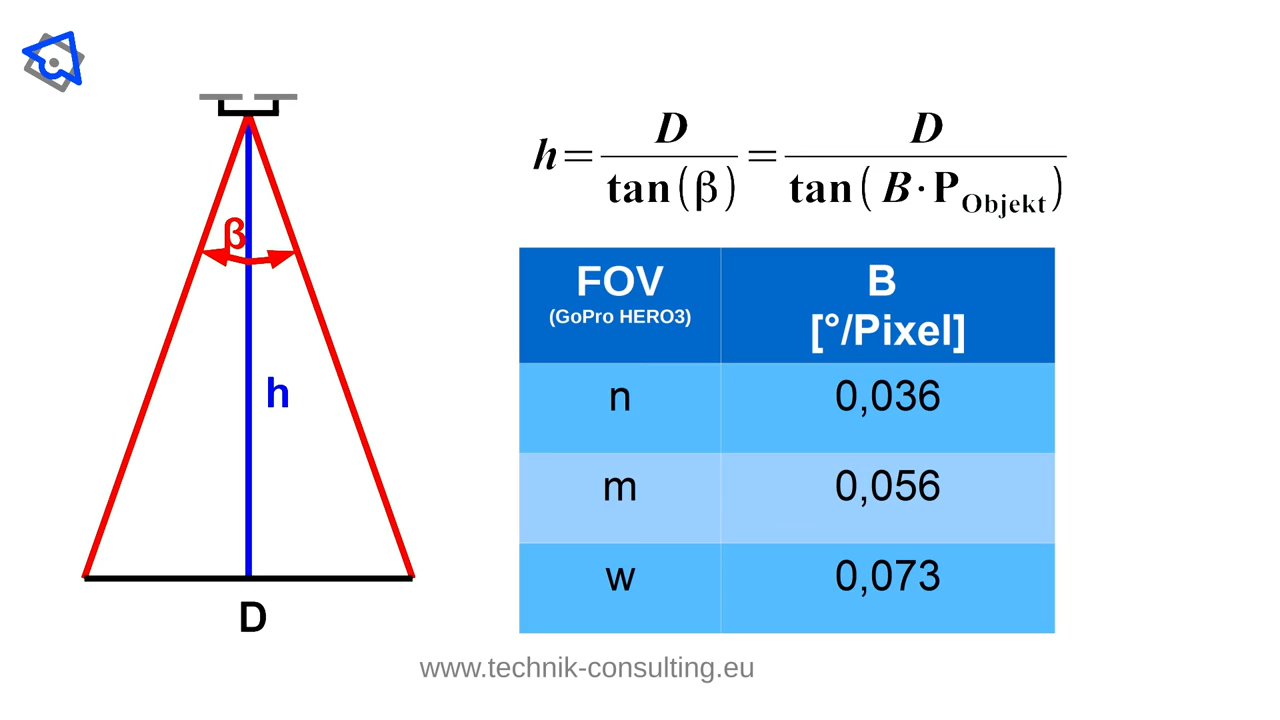 β
h
D
h = D / tan(β) = D / tan(B · P_Objekt)
FOV B
(GoPro HERO3) [°/Pixel]
n 0,036
m 0,056
w 0,073
www.technik-consulting.eu